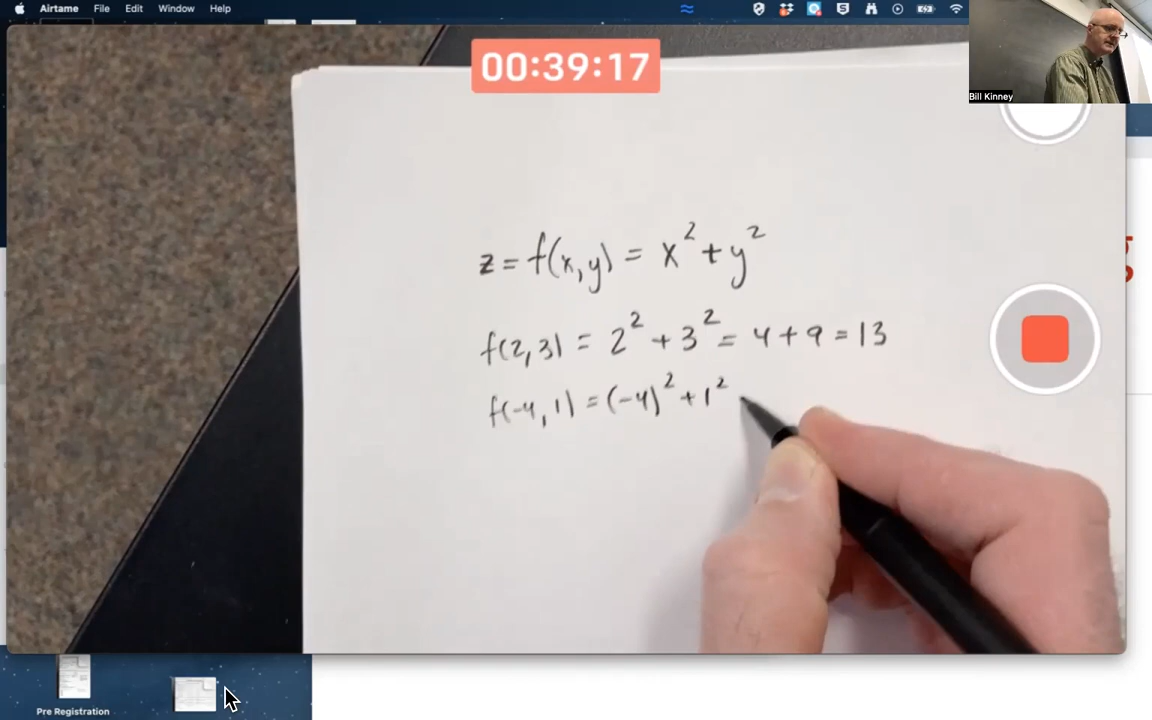 Airtame File Edit Window Help
00:39:17
Bill Kinney
z = f(x,y) = x² + y²
f(2,3) = 2² + 3² = 4 + 9 = 13
f(-4,1) = (-4)² + 1²
Pre Registration